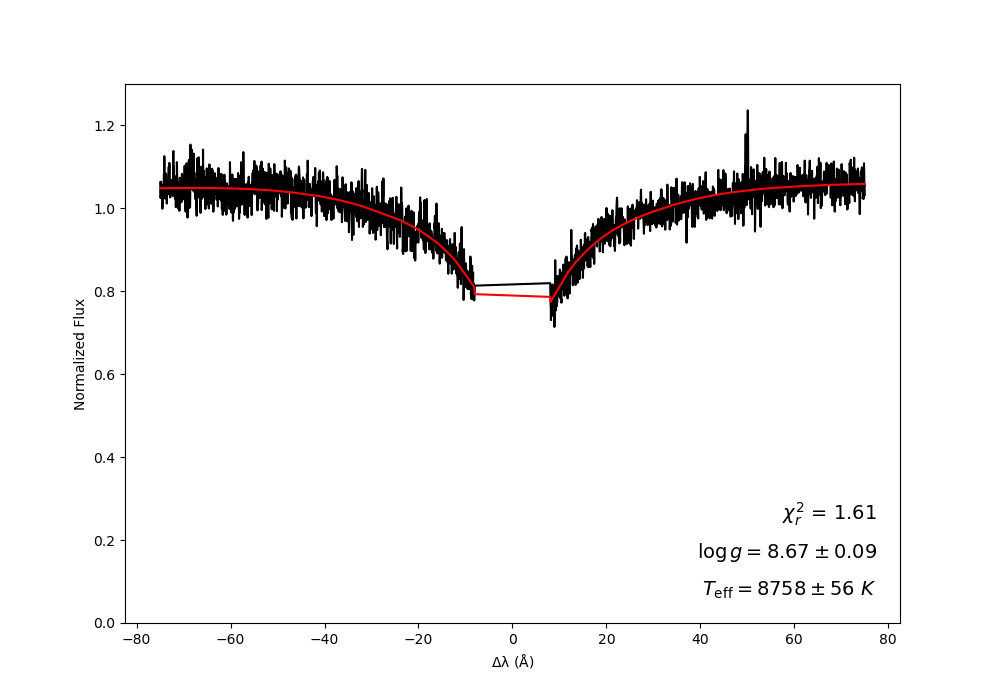 1.2
1.0
0.8
0.6
0.4
0.2
0.0
Normalized Flux
χ²ᵣ = 1.61
log g = 8.67 ± 0.09
T_eff = 8758 ± 56 K
−80 −60 −40 −20 0 20 40 60 80
Δλ (Å)